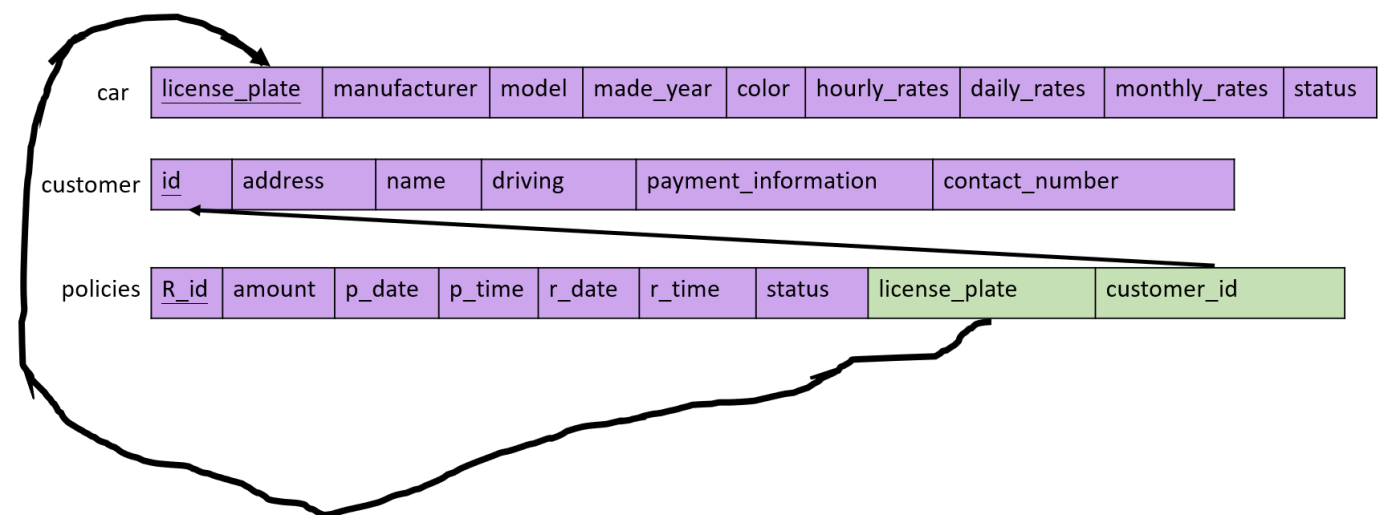 car license_plate manufacturer model made_year color hourly_rates daily_rates monthly_rates status
customer id address name driving payment_information contact_number
policies R_id amount p_date p_time r_date r_time status license_plate customer_id